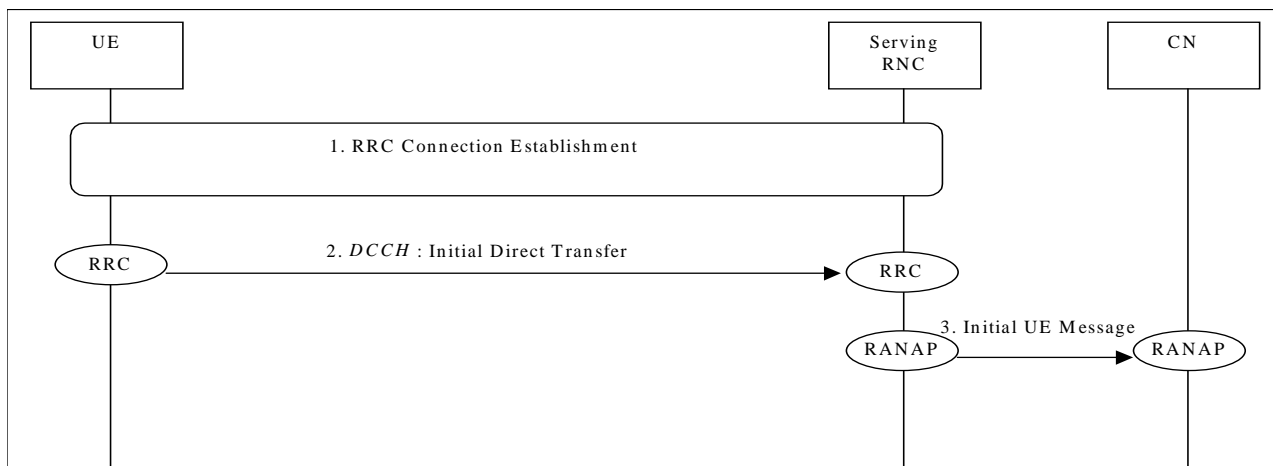 UE
Serving
RNC
CN
1. RRC Connection Establishment
2. DCCH : Initial Direct Transfer
RRC
RRC
3. Initial UE Message
RANAP
RANAP